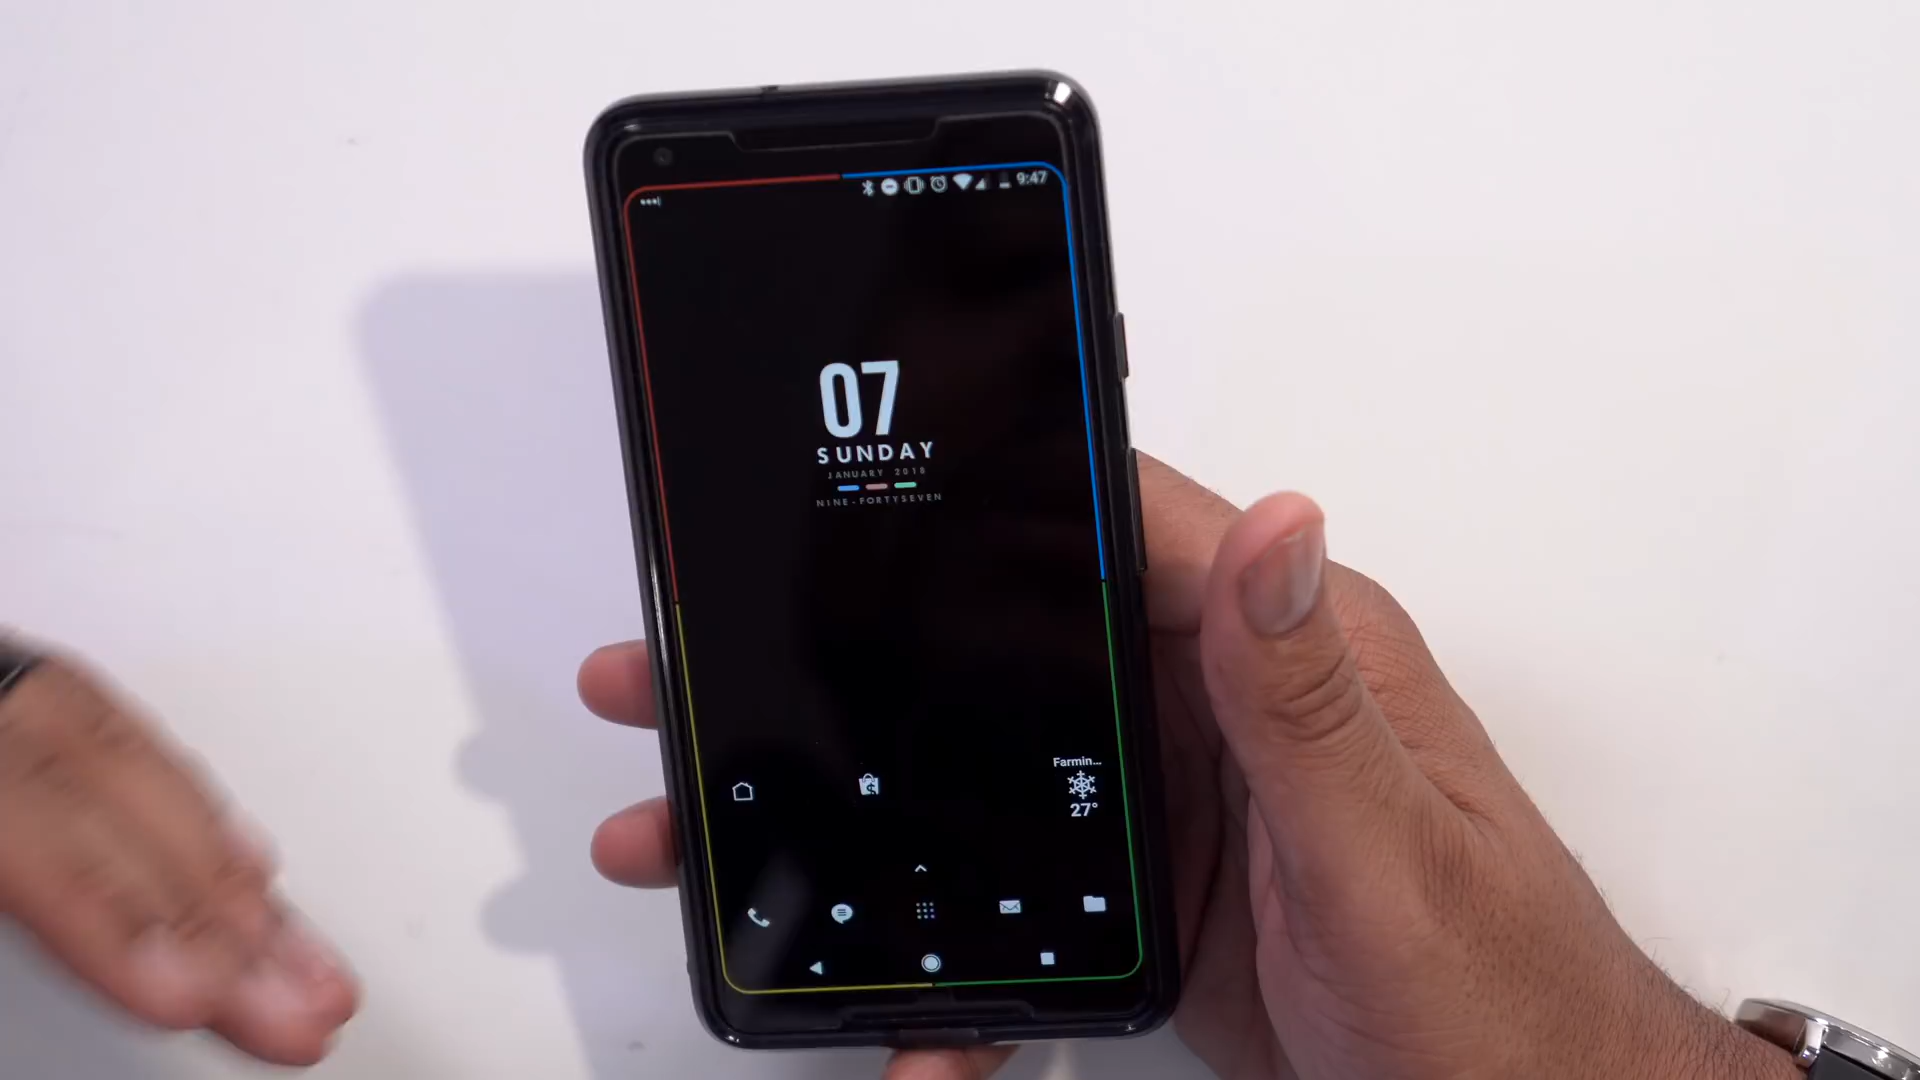 9:47
07
SUNDAY
JANUARY 2018
NINE-FORTYSEVEN
Farmin...
27°